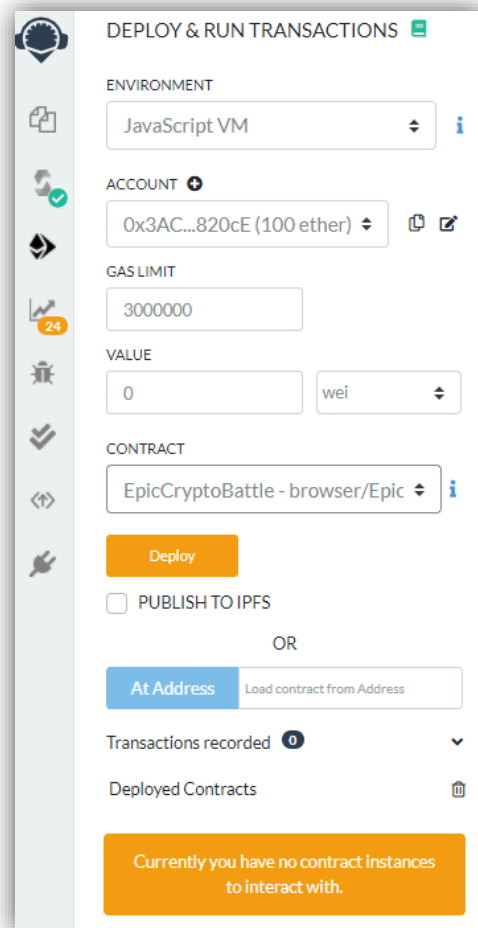 DEPLOY & RUN TRANSACTIONS
ENVIRONMENT
JavaScript VM
ACCOUNT
0x3AC...820cE (100 ether)
GAS LIMIT
3000000
24
VALUE
0 wei
CONTRACT
EpicCryptoBattle - browser/Epic
Deploy
PUBLISH TO IPFS
OR
At Address Load contract from Address
Transactions recorded 0
Deployed Contracts
Currently you have no contract instances
to interact with.